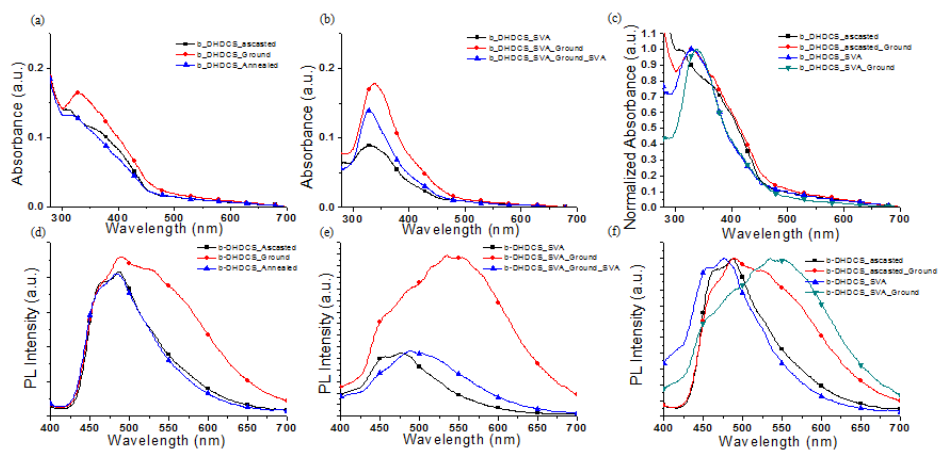 (a)
b_DHDCS_ascasted
b_DHDCS_Ground
b_DHDCS_Annealed
0.2
0.1
0.0
Absorbance (a.u.)
300
400
500
600
700
Wavelength (nm)
(b)
b_DHDCS_SVA
b_DHDCS_SVA_Ground
b_DHDCS_SVA_Ground_SVA
0.2
0.1
0.0
Absorbance (a.u.)
300
400
500
600
700
Wavelength (nm)
(c)
b_DHDCS_ascasted
b_DHDCS_ascasted_Ground
b_DHDCS_SVA
b_DHDCS_SVA_Ground
1.1
1.0
0.9
0.8
0.7
0.6
0.5
0.4
0.3
0.2
0.1
0.0
Normalized Absorbance (a.u.)
300
400
500
600
700
Wavelength (nm)
(d)
b-DHDCS_Ascasted
b-DHDCS_Ground
b-DHDCS_Annealed
PL Intensity (a.u.)
400 450 500 550 600 650 700
Wavelength (nm)
(e)
b-DHDCS_SVA
b-DHDCS_SVA_Ground
b-DHDCS_SVA_Ground_SVA
PL Intensity (a.u.)
400 450 500 550 600 650 700
Wavelength (nm)
(f)
b-DHDCS_ascasted
b-DHDCS_ascasted_Ground
b-DHDCS_SVA
b-DHDCS_SVA_Ground
PL Intensity (a.u.)
400 450 500 550 600 650 700
Wavelength (nm)